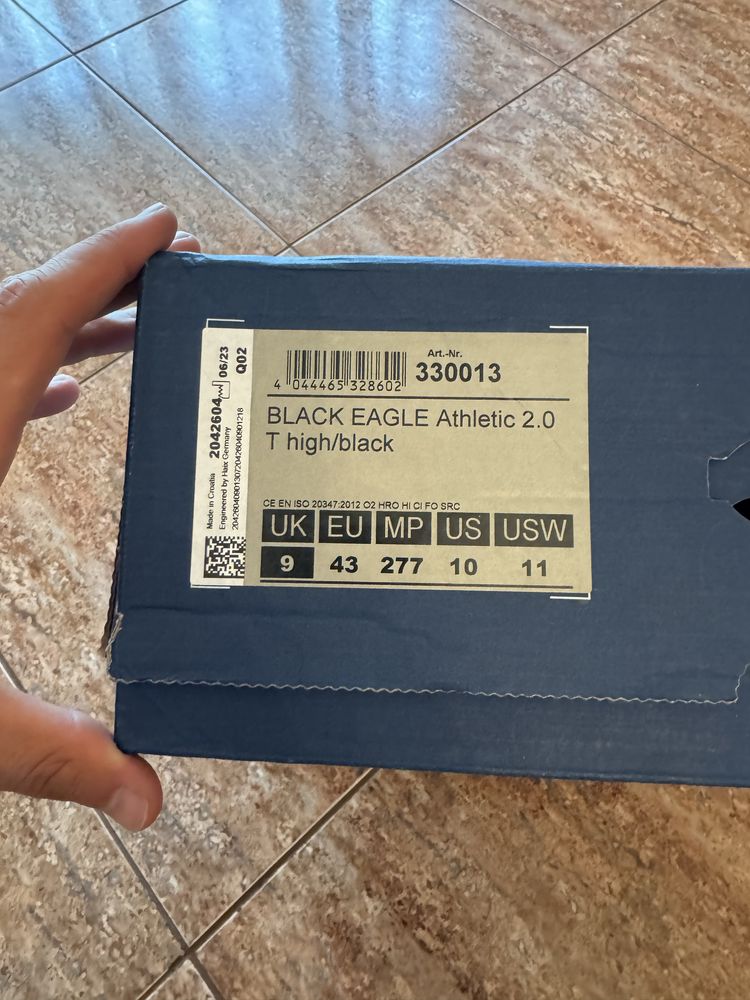 Art.-Nr.
4 044465 328602
330013
BLACK EAGLE Athletic 2.0
T high/black
CE EN ISO 20347:2012 O2 HRO HI CI FO SRC
UK EU MP US USW
9 43 277 10 11
Made in Croatia
2042604 06/23
Q02
Engineered by Haix Germany